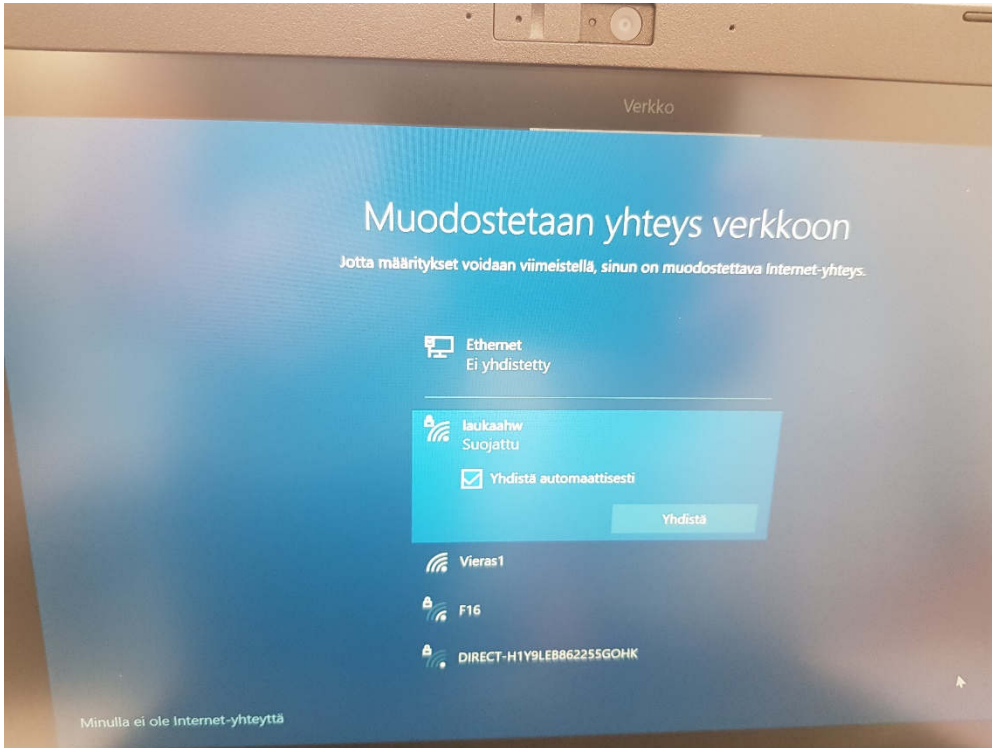 Verkko
Muodostetaan yhteys verkkoon
Jotta määritykset voidaan viimeistellä, sinun on muodostettava Internet-yhteys.
Ethernet
Ei yhdistetty
laukaahw
Suojattu
Yhdistä automaattisesti
Yhdistä
Vieras1
F16
DIRECT-H1Y9LEB862255GOHK
Minulla ei ole Internet-yhteyttä